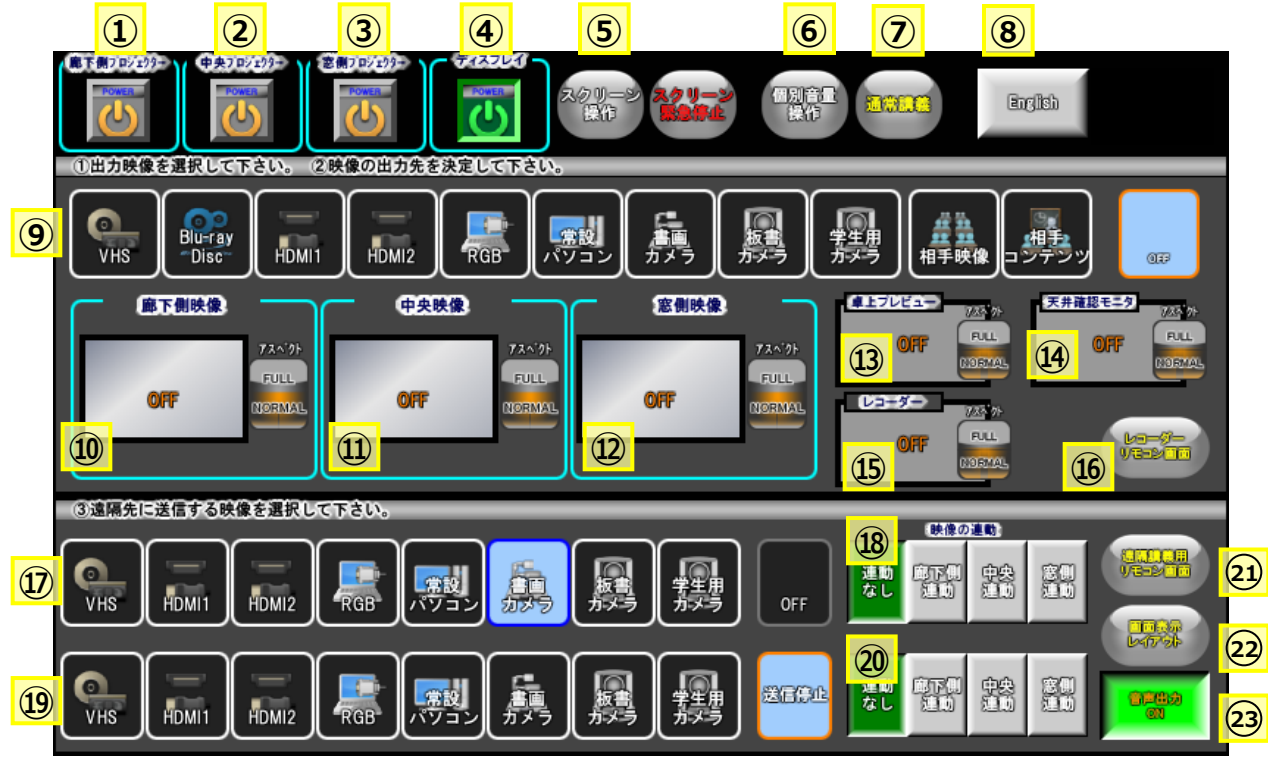 ① ② ③ ④ ⑤ ⑥ ⑦ ⑧
廊下側プロジェクター
POWER
中央プロジェクター
POWER
窓側プロジェクター
POWER
ディスプレイ
POWER
スクリーン
操作
スクリーン
緊急停止
個別音量
操作
通常講義
English
①出力映像を選択して下さい。 ②映像の出力先を決定して下さい。
⑨
VHS
Blu-ray
Disc
HDMI1
HDMI2
RGB
常設
パソコン
書画
カメラ
板書
カメラ
学生用
カメラ
相手映像
相手
コンテンツ
OFF
廊下側映像
OFF
アスペクト
FULL
NORMAL
⑩
中央映像
OFF
アスペクト
FULL
NORMAL
⑪
窓側映像
OFF
アスペクト
FULL
NORMAL
⑫
卓上プレビュー
OFF
アスペクト
FULL
NORMAL
⑬
天井確認モニタ
OFF
アスペクト
FULL
NORMAL
⑭
レコーダー
OFF
アスペクト
FULL
NORMAL
⑮
レコーダー
リモコン画面
⑯
③遠隔先に送信する映像を選択して下さい。
⑰
VHS
HDMI1
HDMI2
RGB
常設
パソコン
書画
カメラ
板書
カメラ
学生用
カメラ
OFF
映像の連動
⑱
連動
なし
廊下側
連動
中央
連動
窓側
連動
遠隔講義用
リモコン画面
㉑
画面表示
レイアウト
㉒
⑲
VHS
HDMI1
HDMI2
RGB
常設
パソコン
書画
カメラ
板書
カメラ
学生用
カメラ
送信停止
⑳
連動
なし
廊下側
連動
中央
連動
窓側
連動
音声出力
ON
㉓